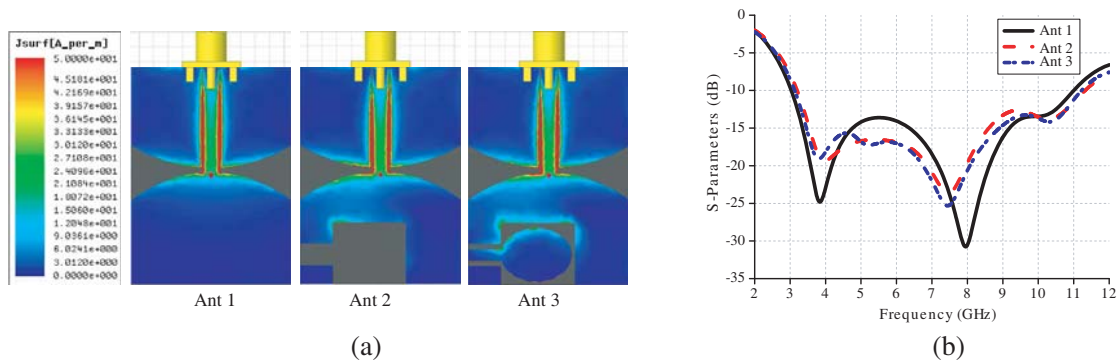 Jsurf[A_per_m]
5.0000e+001
4.5181e+001
4.2169e+001
3.9157e+001
3.6145e+001
3.3133e+001
3.0120e+001
2.7108e+001
2.4096e+001
2.1084e+001
1.8072e+001
1.5060e+001
1.2048e+001
9.0361e+000
6.0241e+000
3.0120e+000
0.0000e+000
Ant 1
Ant 2
Ant 3
(a)
S-Parameters (dB)
0
-5
-10
-15
-20
-25
-30
-35
Ant 1
Ant 2
Ant 3
2 3 4 5 6 7 8 9 10 11 12
Frequency (GHz)
(b)